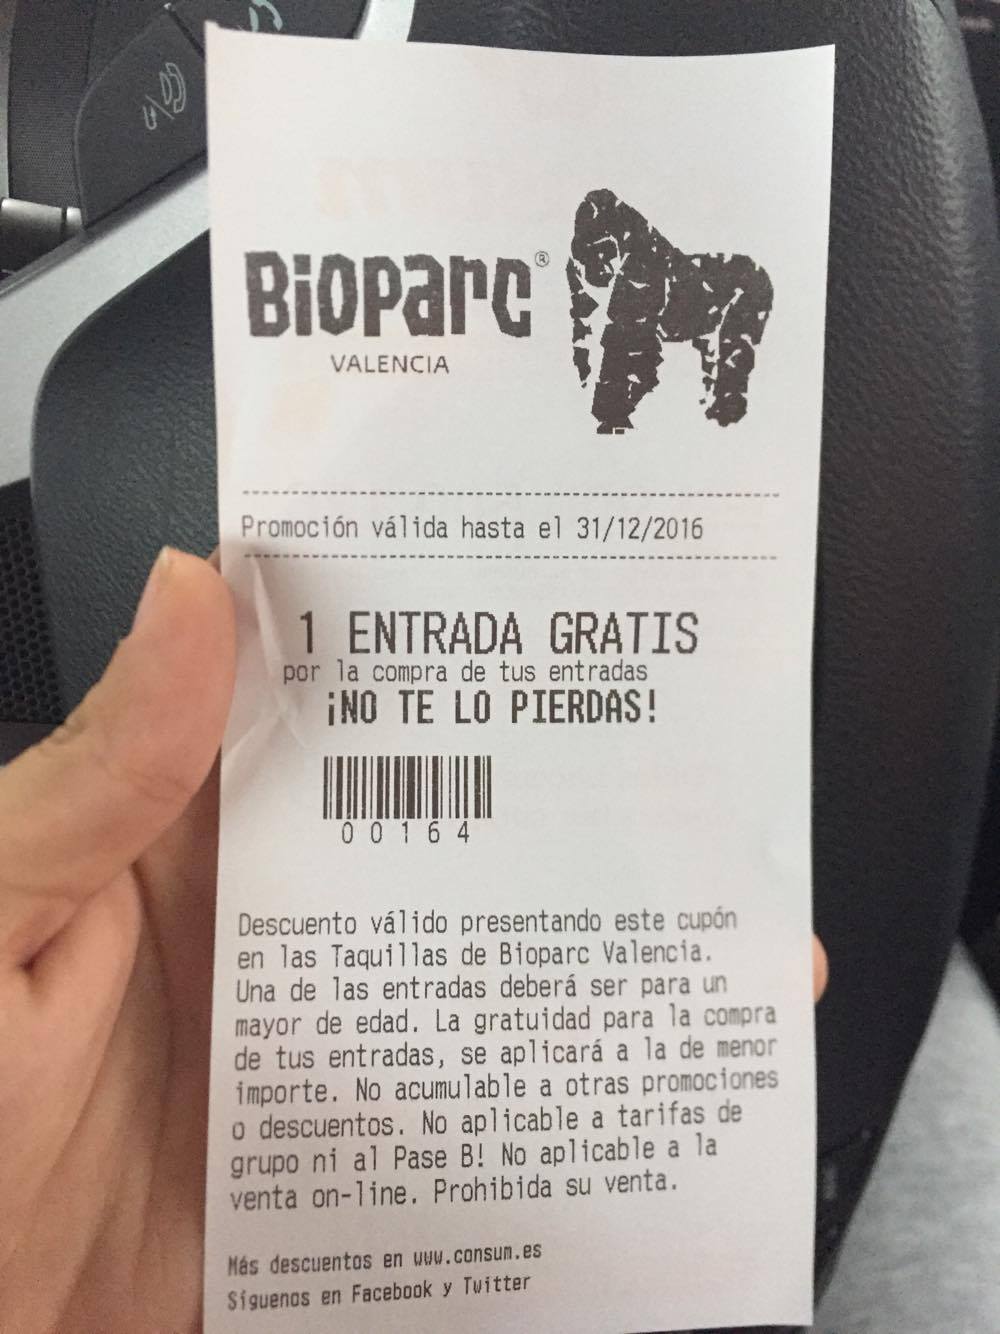 BIOPARC®
VALENCIA
Promoción válida hasta el 31/12/2016
1 ENTRADA GRATIS
por la compra de tus entradas
¡NO TE LO PIERDAS!
00164
Descuento válido presentando este cupón
en las Taquillas de Bioparc Valencia.
Una de las entradas deberá ser para un
mayor de edad. La gratuidad para la compra
de tus entradas, se aplicará a la de menor
importe. No acumulable a otras promociones
o descuentos. No aplicable a tarifas de
grupo ni al Pase B! No aplicable a la
venta on-line. Prohibida su venta.
Más descuentos en www.consum.es
Síguenos en Facebook y Twitter